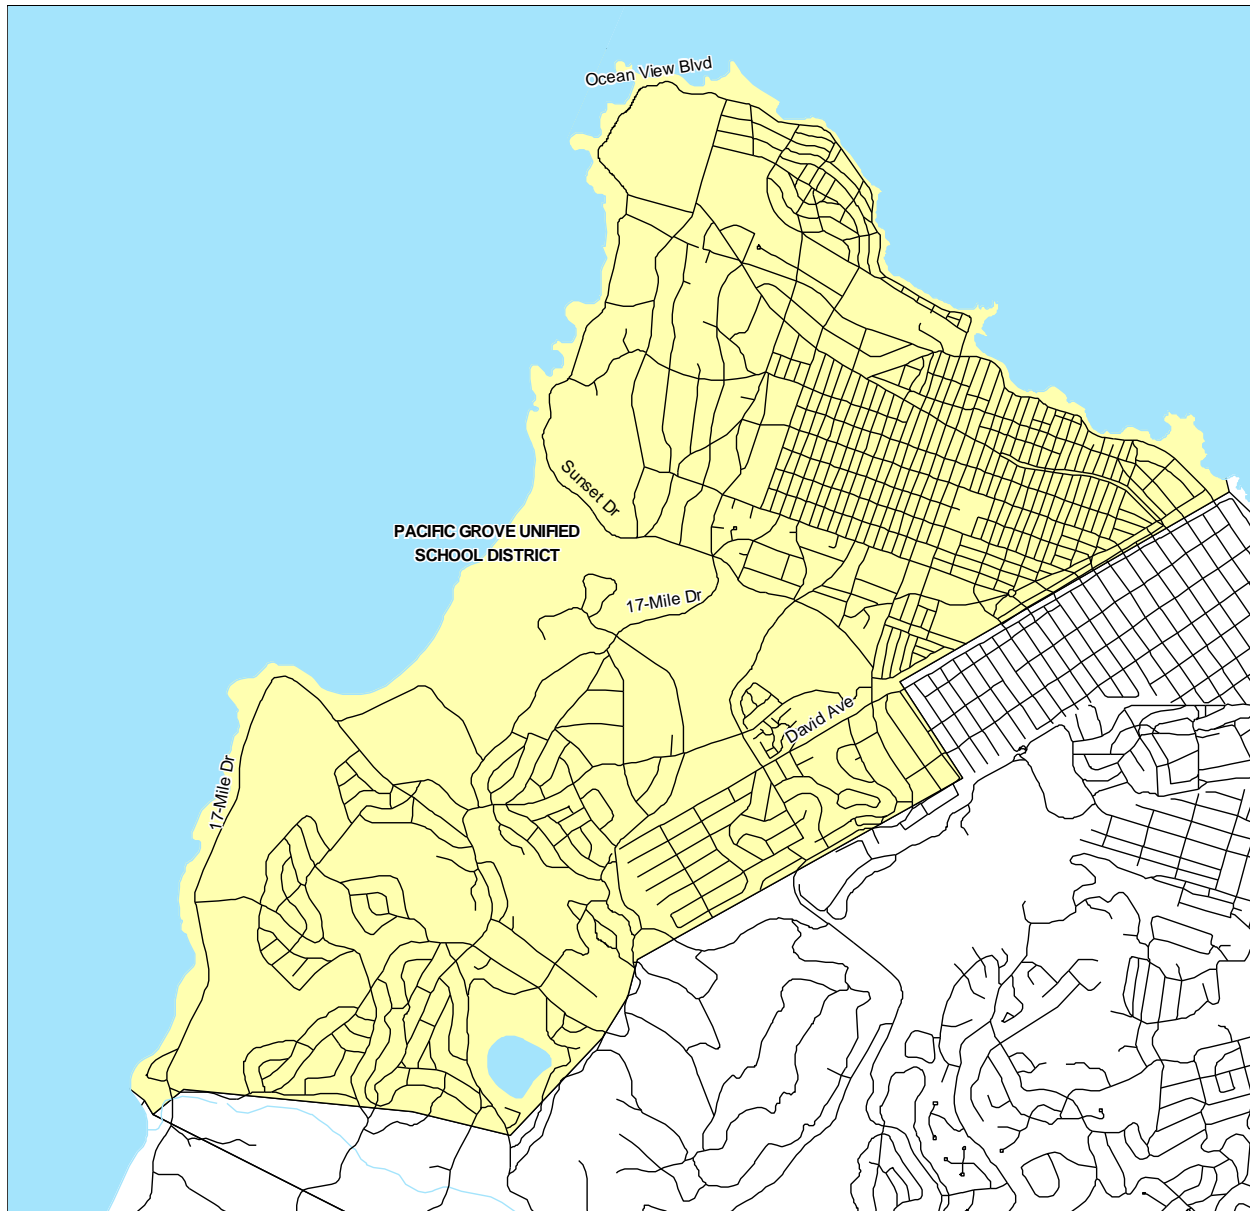 Ocean View Blvd
Sunset Dr
PACIFIC GROVE UNIFIED
SCHOOL DISTRICT
17-Mile Dr
David Ave
17-Mile Dr